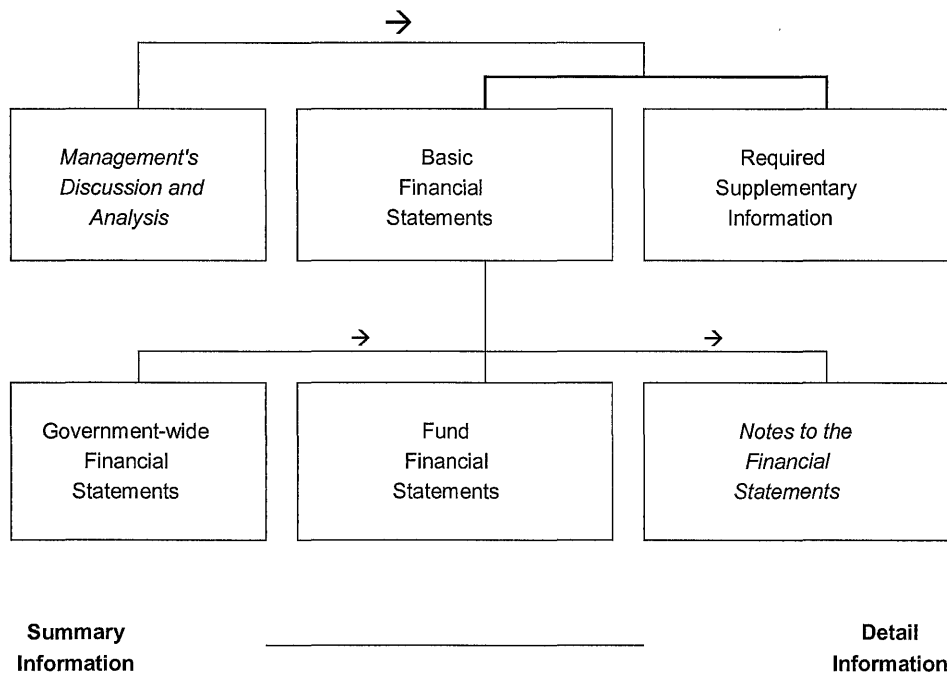 →
Management's
Discussion and
Analysis
Basic
Financial
Statements
Required
Supplementary
Information
→
→
Government-wide
Financial
Statements
Fund
Financial
Statements
Notes to the
Financial
Statements
Summary
Information
Detail
Information